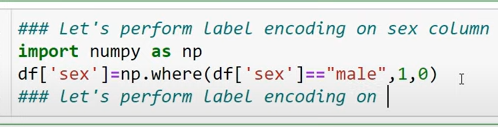 ### Let's perform label encoding on sex column
import numpy as np
df['sex']=np.where(df['sex']=="male",1,0)
### Let's perform label encoding on